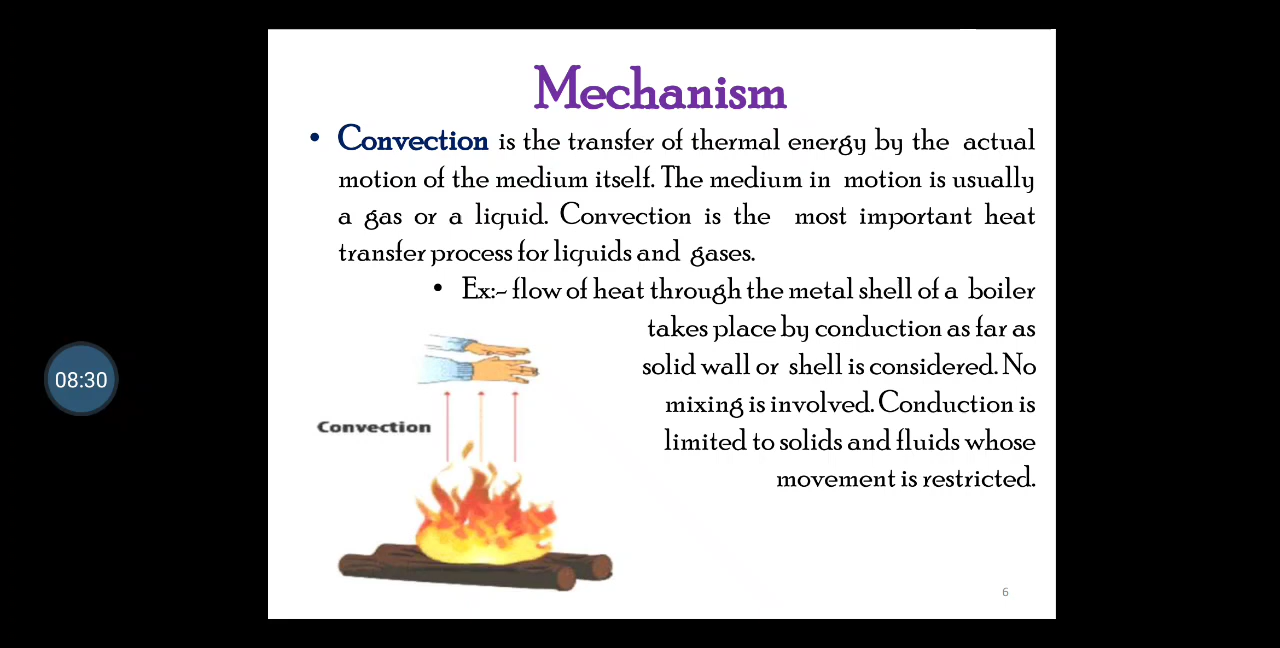 Mechanism
• Convection is the transfer of thermal energy by the actual
motion of the medium itself. The medium in motion is usually
a gas or a liquid. Convection is the most important heat
transfer process for liquids and gases.
• Ex:- flow of heat through the metal shell of a boiler
takes place by conduction as far as
solid wall or shell is considered. No
mixing is involved. Conduction is
limited to solids and fluids whose
movement is restricted.
08:30
Convection
6